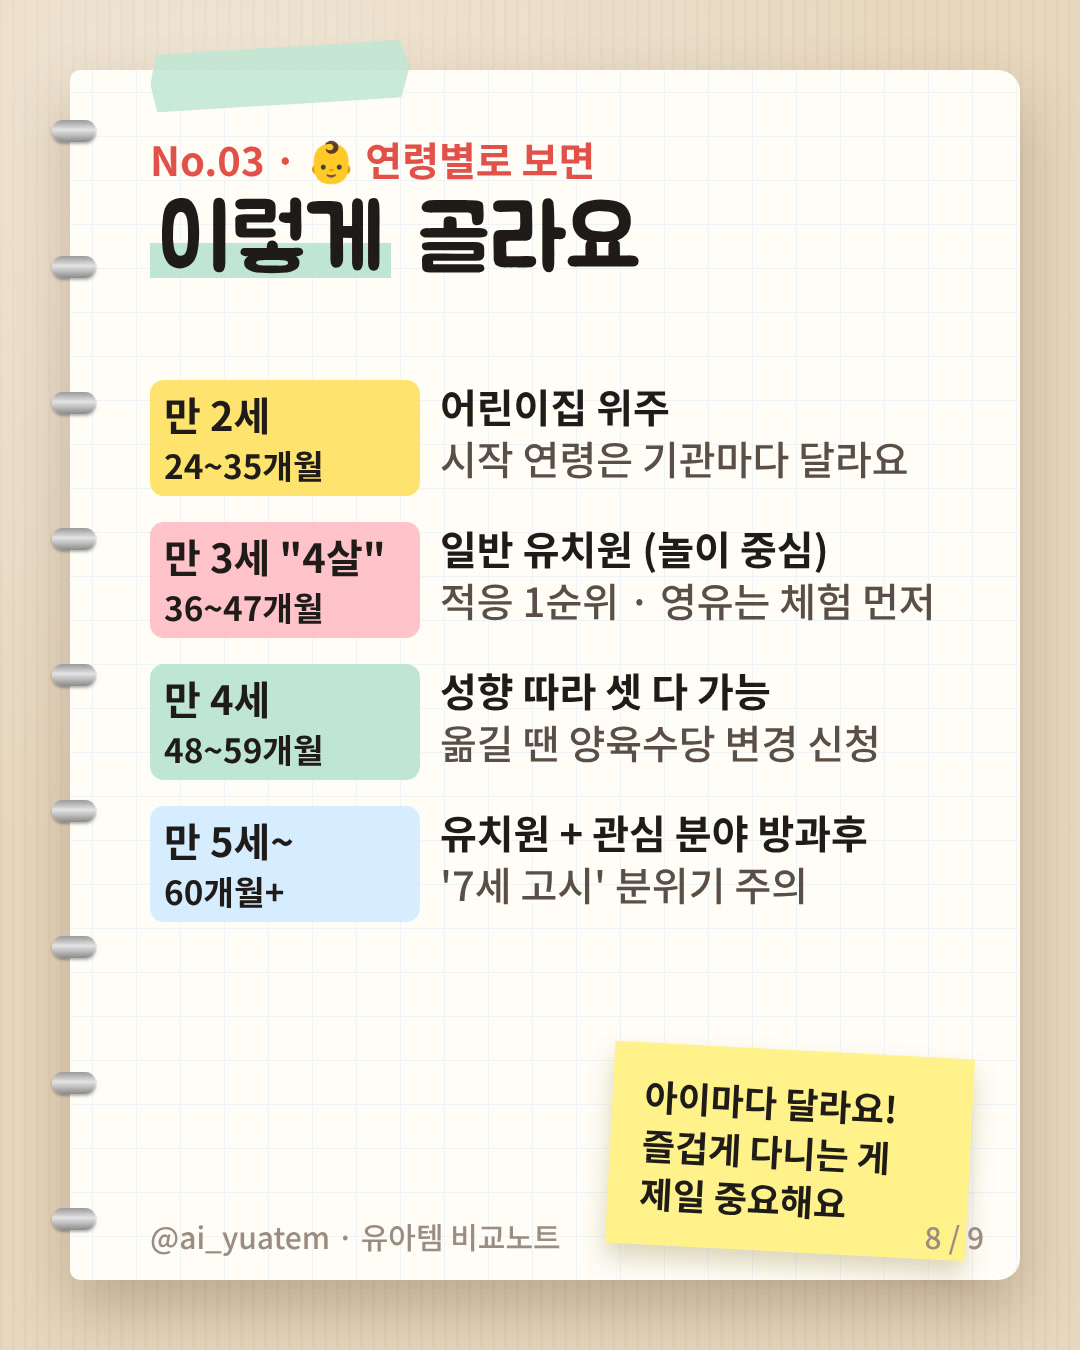 No.03 · 👶 연령별로 보면
이렇게 골라요
만 2세
24~35개월
어린이집 위주
시작 연령은 기관마다 달라요
만 3세 "4살"
36~47개월
일반 유치원 (놀이 중심)
적응 1순위 · 영유는 체험 먼저
만 4세
48~59개월
성향 따라 셋 다 가능
옮길 땐 양육수당 변경 신청
만 5세~
60개월+
유치원 + 관심 분야 방과후
'7세 고시' 분위기 주의
아이마다 달라요!
즐겁게 다니는 게
제일 중요해요
@ai_yuatem · 유아템 비교노트
8 / 9